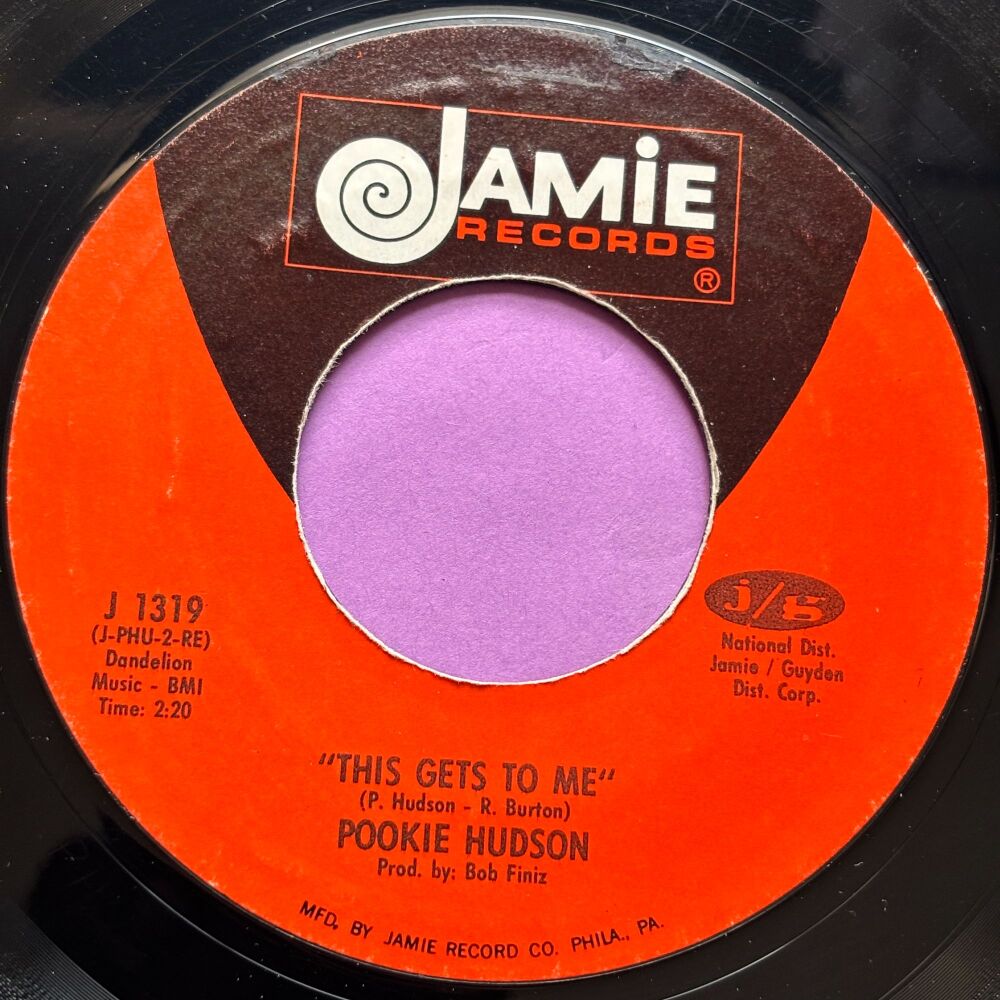 JAMiE
RECORDS
®
J 1319
(J-PHU-2-RE)
Dandelion
Music - BMI
Time: 2:20
j/g
National Dist.
Jamie / Guyden
Dist. Corp.
"THIS GETS TO ME"
(P. Hudson - R. Burton)
POOKIE HUDSON
Prod. by: Bob Finiz
MFD, BY JAMIE RECORD CO. PHILA., PA.